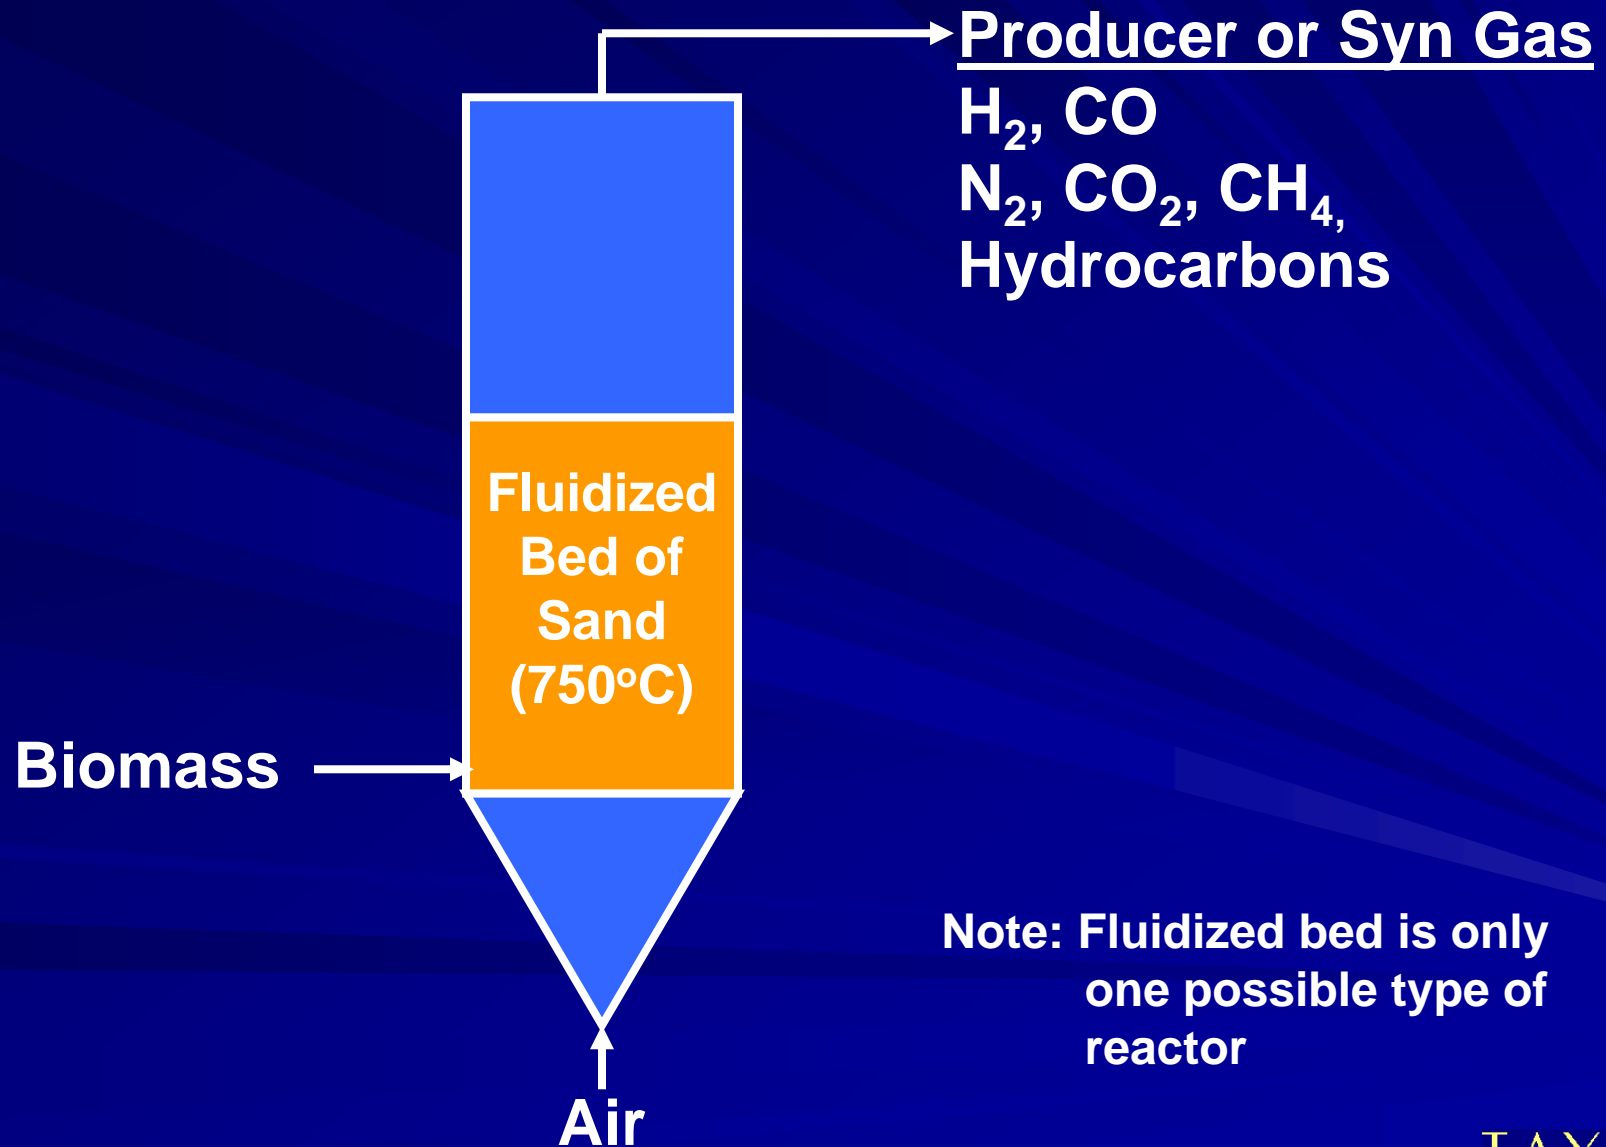 Producer or Syn Gas
H₂, CO
N₂, CO₂, CH₄,
Hydrocarbons
Fluidized
Bed of
Sand
(750°C)
Biomass
Note: Fluidized bed is only
one possible type of
reactor
Air